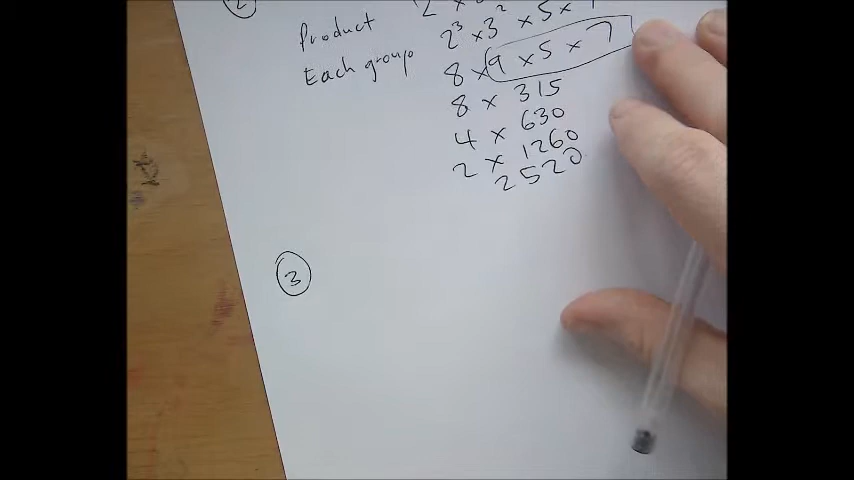 2
Product
2³ × 3² × 5 × 7
Each group
8 × 9 × 5 × 7
8 × 315
4 × 630
2 × 1260
2520
3